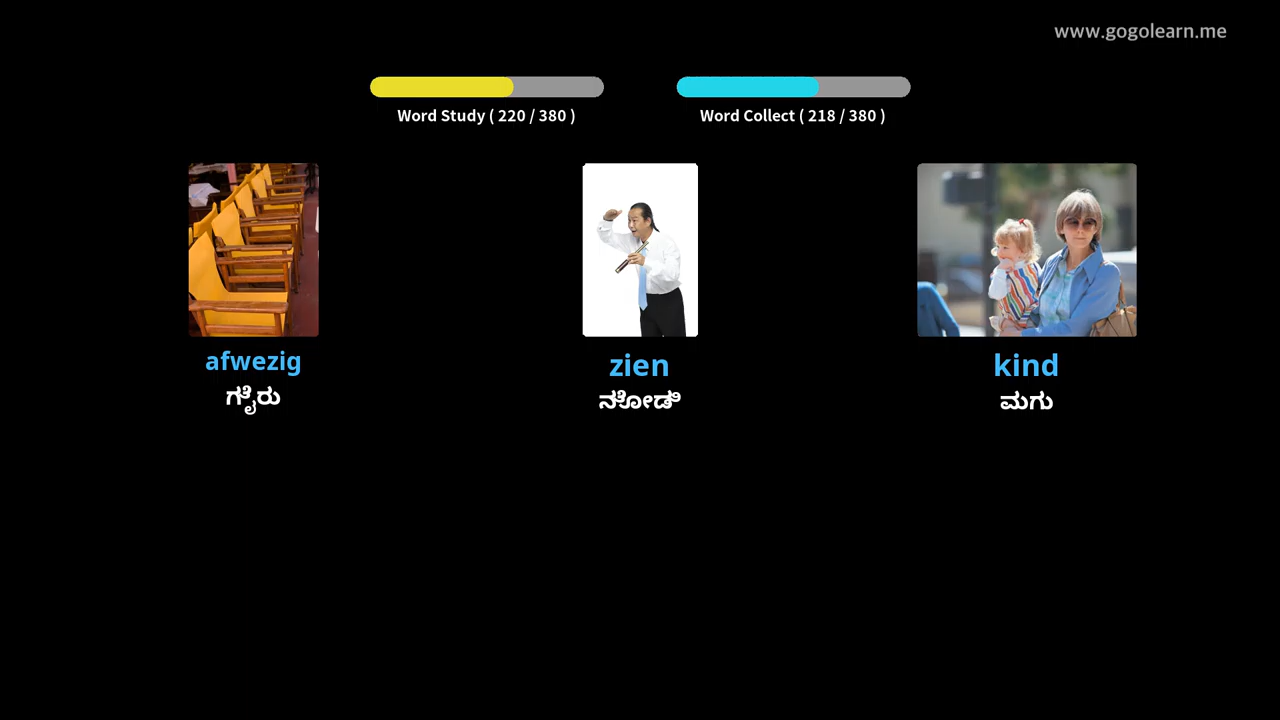 www.gogolearn.me
Word Study ( 220 / 380 )
Word Collect ( 218 / 380 )
afwezig
zien
kind
ಗೈರು
ನೋಡಿ
ಮಗು